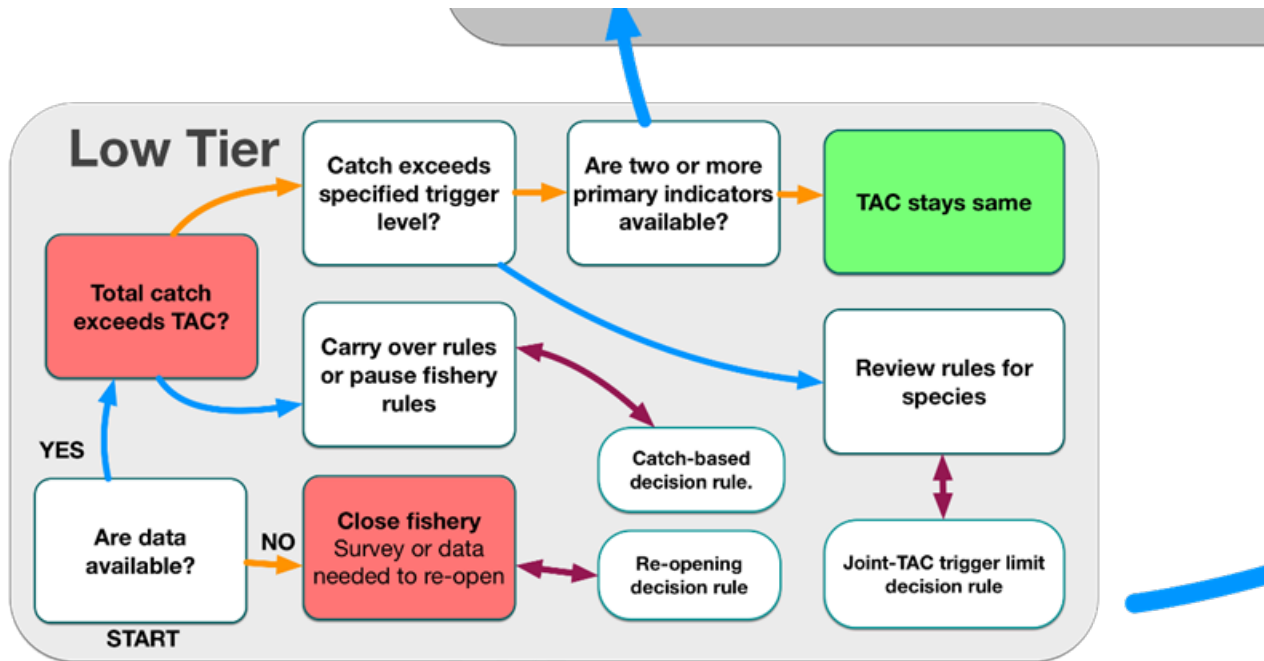 Low Tier
Catch exceeds
specified trigger
level?
Are two or more
primary indicators
available?
TAC stays same
Total catch
exceeds TAC?
Carry over rules
or pause fishery
rules
Review rules for
species
YES
Catch-based
decision rule.
Are data
available?
NO
Close fishery
Survey or data
needed to re-open
Re-opening
decision rule
Joint-TAC trigger limit
decision rule
START